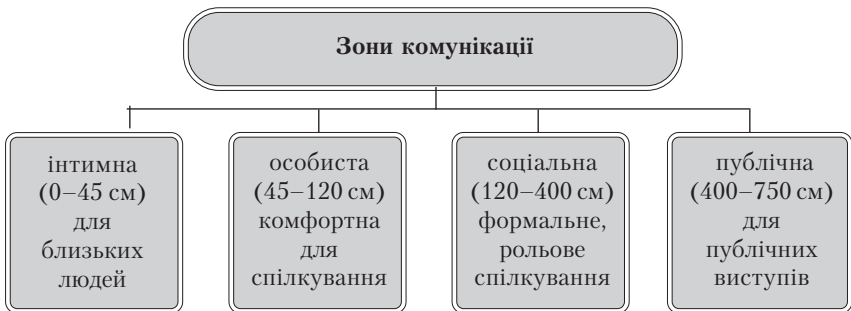 Зони комунікації
інтимна
(0–45 см)
для
близьких
людей
особиста
(45–120 см)
комфортна
для
спілкування
соціальна
(120–400 см)
формальне,
рольове
спілкування
публічна
(400–750 см)
для
публічних
виступів